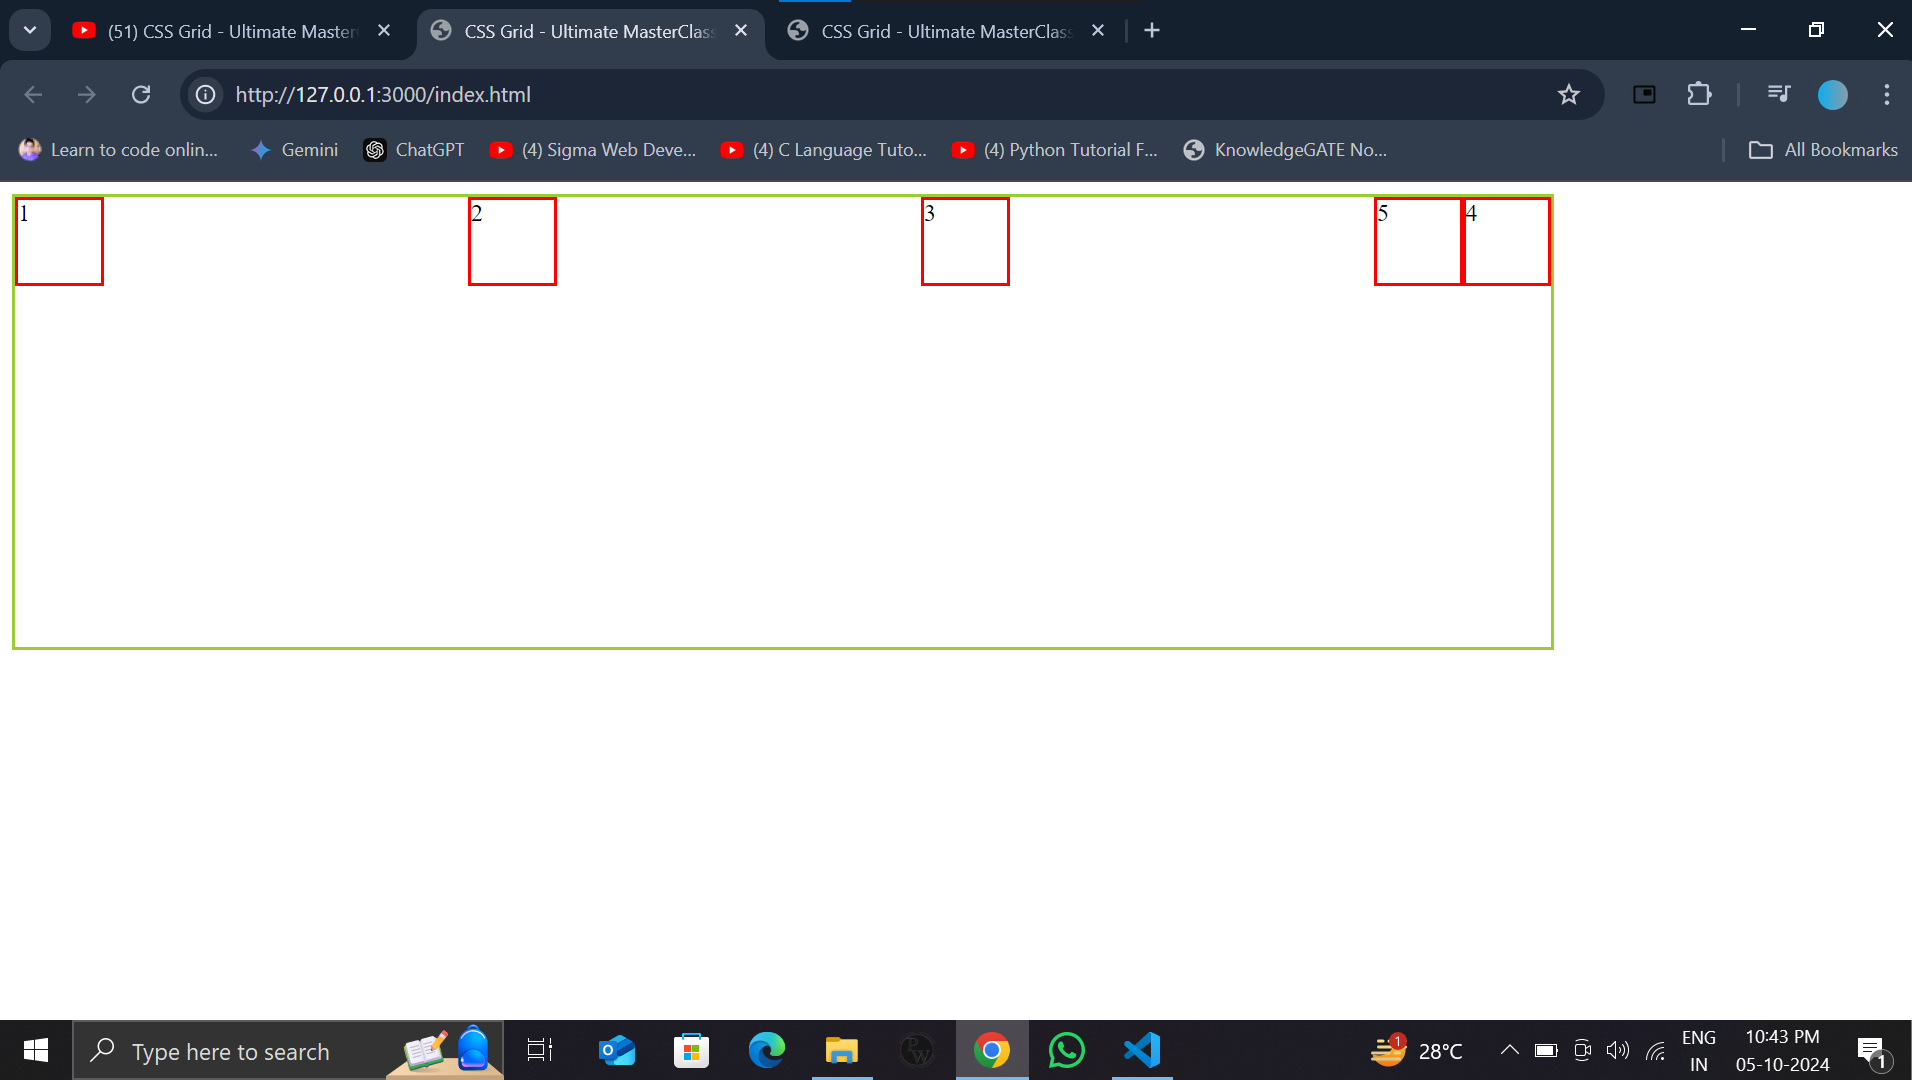 (51) CSS Grid - Ultimate Master
CSS Grid - Ultimate MasterClass
CSS Grid - Ultimate MasterClass
http://127.0.0.1:3000/index.html
Learn to code onlin...
Gemini
ChatGPT
(4) Sigma Web Deve...
(4) C Language Tuto...
(4) Python Tutorial F...
KnowledgeGATE No...
All Bookmarks
1
2
3
5
4
Type here to search
1
28°C
ENG
IN
10:43 PM
05-10-2024
1